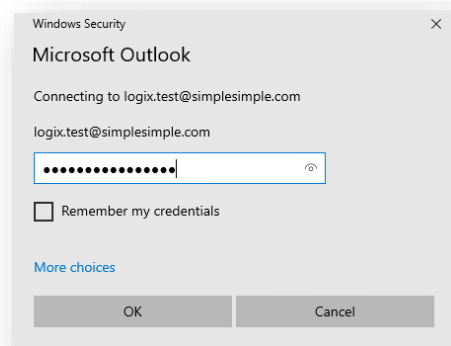 Windows Security
Microsoft Outlook
Connecting to logix.test@simplesimple.com
logix.test@simplesimple.com
●●●●●●●●●●●●●●●●
Remember my credentials
More choices
OK Cancel